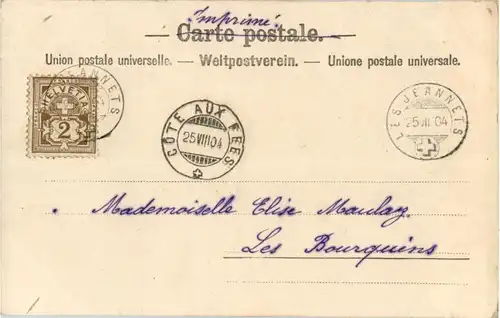 Imprimé
Carte postale.
Union postale universelle. — Weltpostverein. — Unione postale universale.
JEANNETS
HELVETIA
2
CÔTE AUX FÉES
25 VIII 04
LES JEANNETS
25 VIII 04
Mademoiselle Elise Maulaz
Les Bourquins